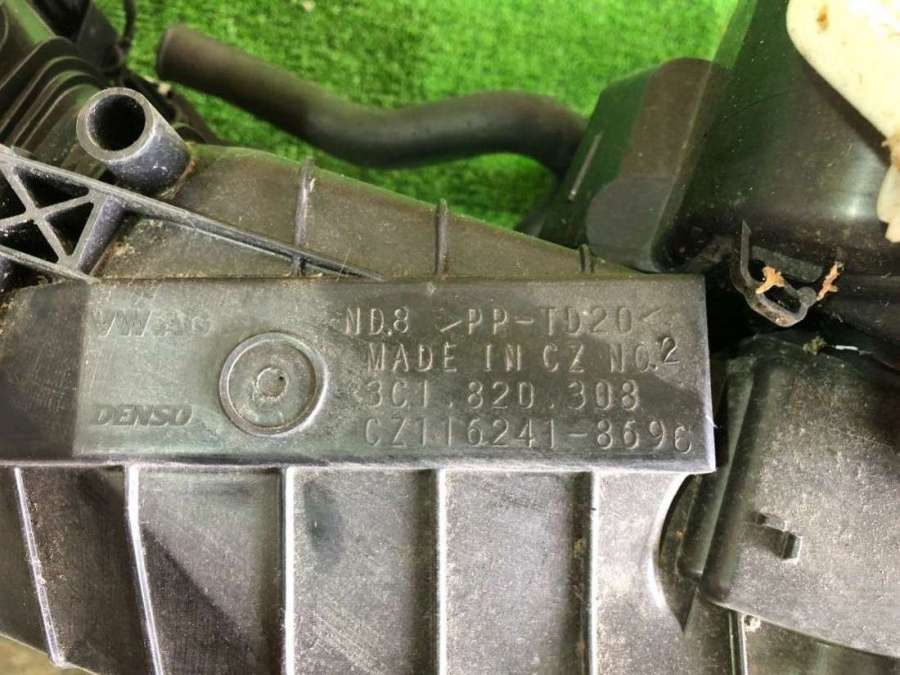 VW AG
ND.8 >PP-TD20<
MADE IN CZ NO.2
3C1.820.308
DENSO
CZ116241-8696